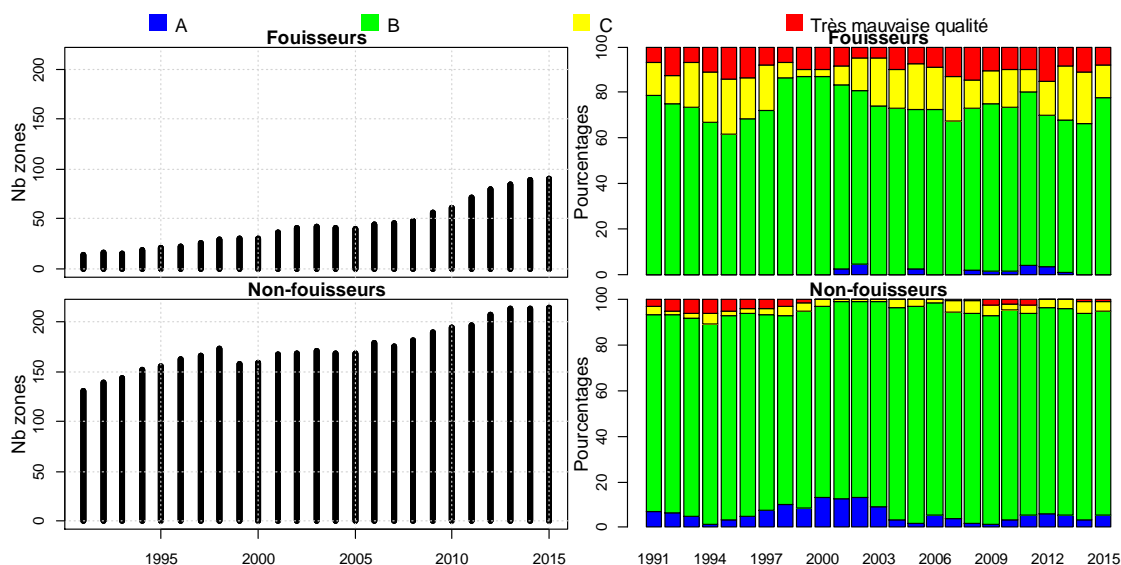 A B C Très mauvaise qualité
Fouisseurs
Nb zones
0 50 100 150 200
Fouisseurs
Pourcentages
0 20 40 60 80 100
Non-fouisseurs
Nb zones
0 50 100 150 200
1995 2000 2005 2010 2015
Non-fouisseurs
Pourcentages
0 20 40 60 80 100
1991 1994 1997 2000 2003 2006 2009 2012 2015